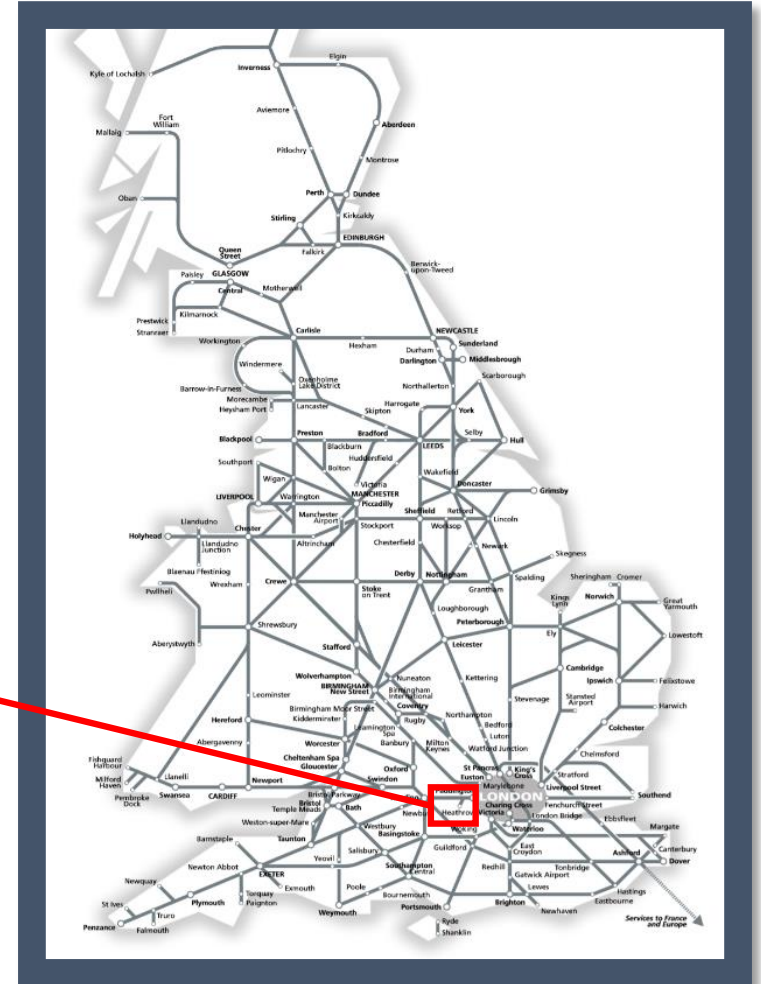 Elgin
Inverness
Kyle of Lochalsh
Aviemore
Fort
William
Aberdeen
Mallaig
Pitlochry
Montrose
Perth
Dundee
Oban
Stirling
Kirkcaldy
EDINBURGH
Queen
Street
Falkirk
Berwick-
upon-Tweed
Paisley
GLASGOW
Central
Motherwell
Prestwick
Kilmarnock
Stranraer
Carlisle
NEWCASTLE
Workington
Hexham
Sunderland
Durham
Darlington
Middlesbrough
Windermere
Scarborough
Oxenholme
Lake District
Barrow-in-Furness
Northallerton
Morecambe
Heysham Port
Lancaster
Harrogate
Skipton
York
Preston
Bradford
Selby
Blackpool
Blackburn
LEEDS
Hull
Huddersfield
Southport
Bolton
Wakefield
Wigan
Victoria
Doncaster
MANCHESTER
Grimsby
LIVERPOOL
Warrington
Piccadilly
Sheffield
Retford
Manchester
Airport
Lincoln
Llandudno
Stockport
Worksop
Holyhead
Chester
Llandudno
Junction
Altrincham
Chesterfield
Newark
Skegness
Blaenau Ffestiniog
Derby
Nottingham
Spalding
Sheringham
Cromer
Pwllheli
Wrexham
Crewe
Stoke
on Trent
Grantham
Kings
Lynn
Norwich
Great
Yarmouth
Loughborough
Shrewsbury
Peterborough
Ely
Lowestoft
Aberystwyth
Stafford
Leicester
Wolverhampton
Cambridge
BIRMINGHAM
New Street
Nuneaton
Kettering
Ipswich
Felixstowe
Birmingham
International
Stansted
Airport
Leominster
Coventry
Stevenage
Harwich
Birmingham Moor Street
Kidderminster
Rugby
Northampton
Hereford
Leamington
Spa
Bedford
Colchester
Worcester
Banbury
Milton
Keynes
Luton
Abergavenny
Watford Junction
Chelmsford
Cheltenham Spa
Gloucester
Oxford
St Pancras
King's
Cross
Fishguard
Harbour
Llanelli
Swindon
Euston
Stratford
Milford
Haven
Newport
Marylebone
Liverpool Street
Pembroke
Dock
Swansea
CARDIFF
Bristol Parkway
Paddington
LONDON
Southend
Bristol
Temple Meads
Bath
Charing Cross
Fenchurch Street
Heathrow
Victoria
London Bridge
Ebbsfleet
Weston-super-Mare
Westbury
Basingstoke
Woking
Waterloo
Margate
Barnstaple
Taunton
Salisbury
Guildford
East
Croydon
Canterbury
Yeovil
Redhill
Tonbridge
Ashford
Dover
Newton Abbot
EXETER
Southampton
Central
Gatwick Airport
Newquay
Exmouth
Poole
Lewes
Hastings
Torquay
Paignton
Bournemouth
Eastbourne
St Ives
Plymouth
Weymouth
Portsmouth
Brighton
Newhaven
Truro
Penzance
Falmouth
Ryde
Shanklin
Services to France
and Europe